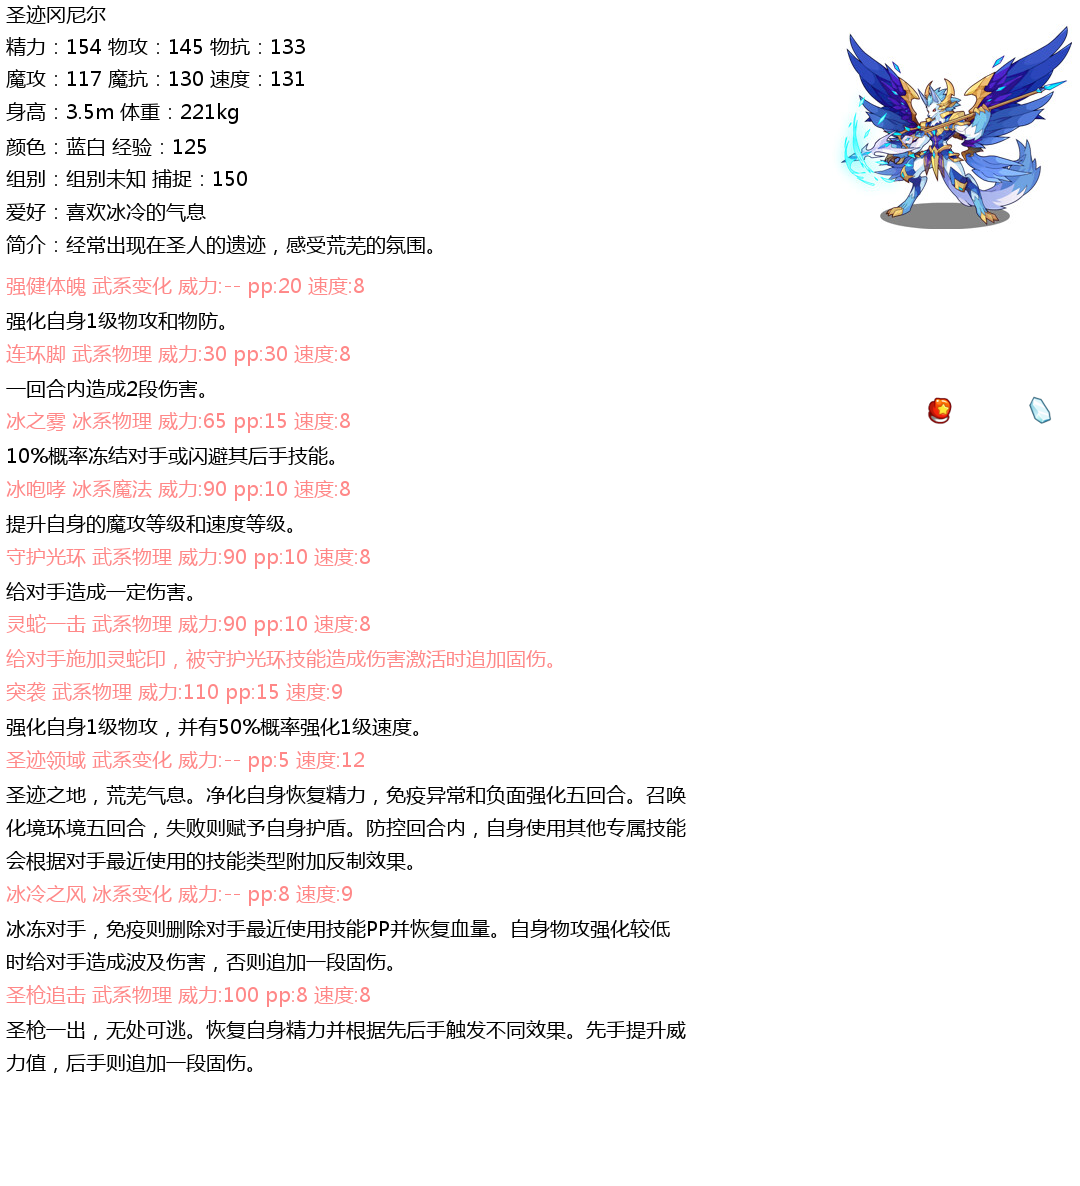 圣迹冈尼尔
精力：154 物攻：145 物抗：133
魔攻：117 魔抗：130 速度：131
身高：3.5m 体重：221kg
颜色：蓝白 经验：125
组别：组别未知 捕捉：150
爱好：喜欢冰冷的气息
简介：经常出现在圣人的遗迹，感受荒芜的氛围。
强健体魄 武系变化 威力:-- pp:20 速度:8
强化自身1级物攻和物防。
连环脚 武系物理 威力:30 pp:30 速度:8
一回合内造成2段伤害。
冰之雾 冰系物理 威力:65 pp:15 速度:8
10%概率冻结对手或闪避其后手技能。
冰咆哮 冰系魔法 威力:90 pp:10 速度:8
提升自身的魔攻等级和速度等级。
守护光环 武系物理 威力:90 pp:10 速度:8
给对手造成一定伤害。
灵蛇一击 武系物理 威力:90 pp:10 速度:8
给对手施加灵蛇印，被守护光环技能造成伤害激活时追加固伤。
突袭 武系物理 威力:110 pp:15 速度:9
强化自身1级物攻，并有50%概率强化1级速度。
圣迹领域 武系变化 威力:-- pp:5 速度:12
圣迹之地，荒芜气息。净化自身恢复精力，免疫异常和负面强化五回合。召唤
化境环境五回合，失败则赋予自身护盾。防控回合内，自身使用其他专属技能
会根据对手最近使用的技能类型附加反制效果。
冰冷之风 冰系变化 威力:-- pp:8 速度:9
冰冻对手，免疫则删除对手最近使用技能PP并恢复血量。自身物攻强化较低
时给对手造成波及伤害，否则追加一段固伤。
圣枪追击 武系物理 威力:100 pp:8 速度:8
圣枪一出，无处可逃。恢复自身精力并根据先后手触发不同效果。先手提升威
力值，后手则追加一段固伤。